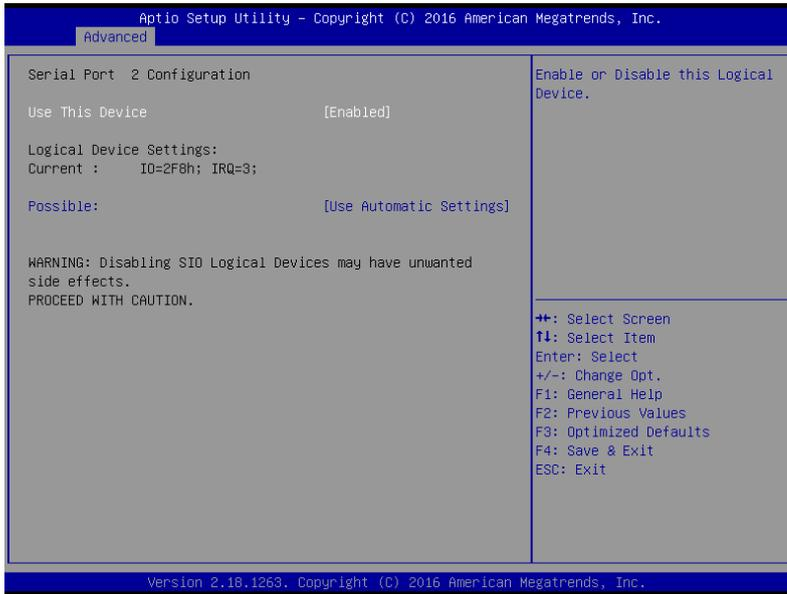 Aptio Setup Utility – Copyright (C) 2016 American Megatrends, Inc.
Advanced
Serial Port  2 Configuration
Use This Device [Enabled]
Logical Device Settings:
Current :     IO=2F8h; IRQ=3;
Possible: [Use Automatic Settings]
WARNING: Disabling SIO Logical Devices may have unwanted
side effects.
PROCEED WITH CAUTION.
Enable or Disable this Logical
Device.
→←: Select Screen
↑↓: Select Item
Enter: Select
+/-: Change Opt.
F1: General Help
F2: Previous Values
F3: Optimized Defaults
F4: Save & Exit
ESC: Exit
Version 2.18.1263. Copyright (C) 2016 American Megatrends, Inc.